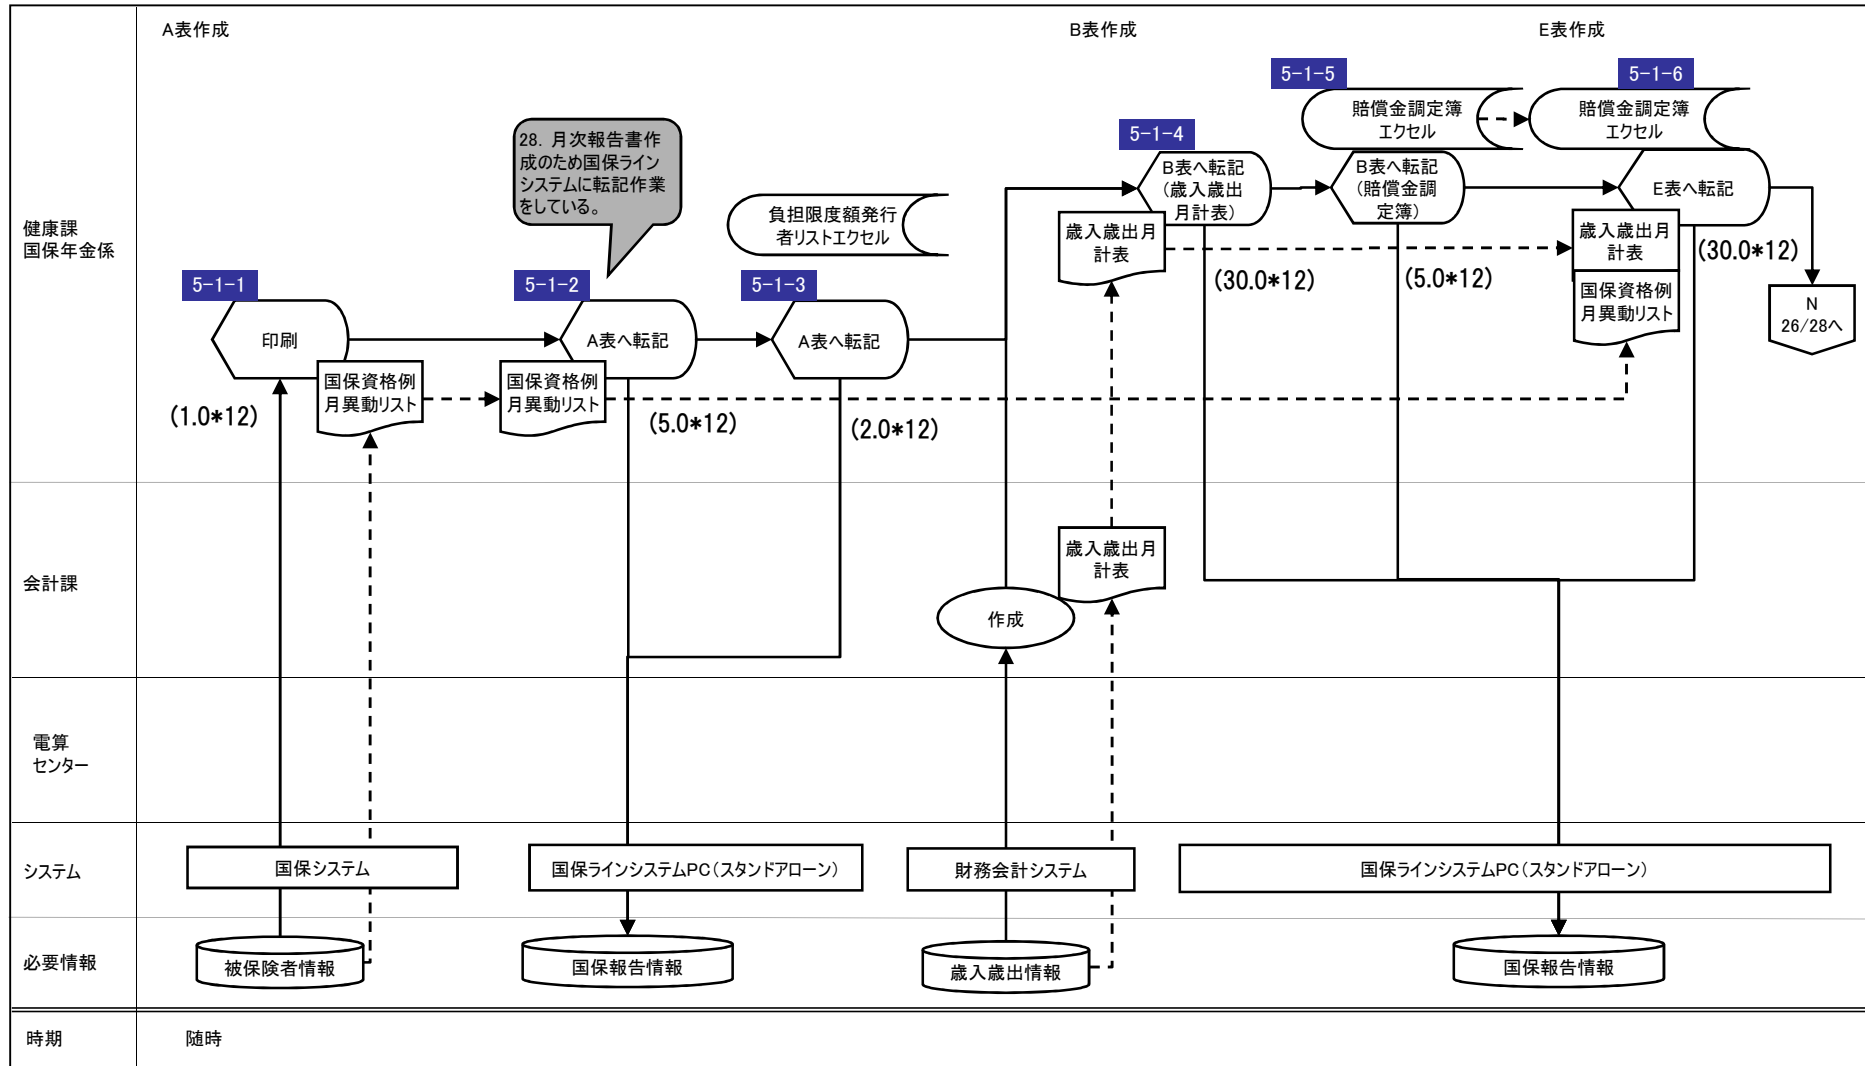 A表作成
B表作成
E表作成
5-1-5
5-1-6
賠償金調定簿
エクセル
賠償金調定簿
エクセル
28. 月次報告書作
成のため国保ライン
システムに転記作業
をしている。
5-1-4
B表へ転記
(歳入歳出
月計表)
B表へ転記
(賠償金調
定簿)
E表へ転記
負担限度額発行
者リストエクセル
健康課
国保年金係
歳入歳出月
計表
歳入歳出月
計表
(30.0*12)
(5.0*12)
(30.0*12)
5-1-1
5-1-2
5-1-3
国保資格例
月異動リスト
N
26/28へ
印刷
A表へ転記
A表へ転記
国保資格例
月異動リスト
国保資格例
月異動リスト
(1.0*12)
(5.0*12)
(2.0*12)
会計課
歳入歳出月
計表
作成
電算
センター
システム
国保システム
国保ラインシステムPC(スタンドアローン)
財務会計システム
国保ラインシステムPC(スタンドアローン)
必要情報
被保険者情報
国保報告情報
歳入歳出情報
国保報告情報
時期
随時